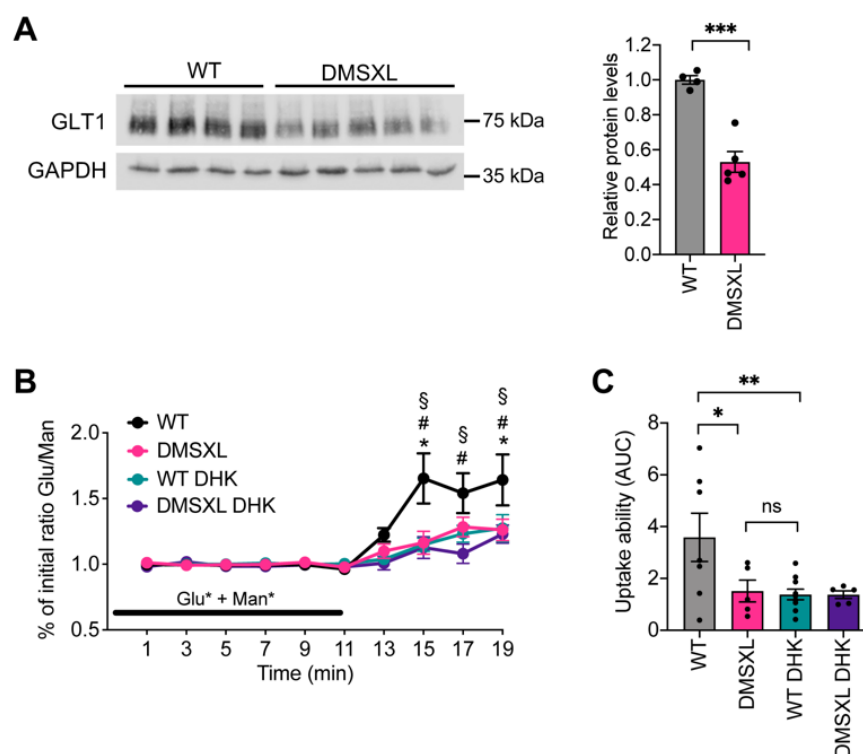 A
WT DMSXL
GLT1
GAPDH
75 kDa
35 kDa
***
Relative protein levels
1.2
1.0
0.8
0.6
0.4
0.2
0.0
WT
DMSXL
B
WT
DMSXL
WT DHK
DMSXL DHK
§ §
# § #
* # *
% of initial ratio Glu/Man
2.0
1.5
1.0
0.5
Glu* + Man*
1 3 5 7 9 11 13 15 17 19
Time (min)
C
**
*
ns
Uptake ability (AUC)
8
6
4
2
0
WT
DMSXL
WT DHK
DMSXL DHK